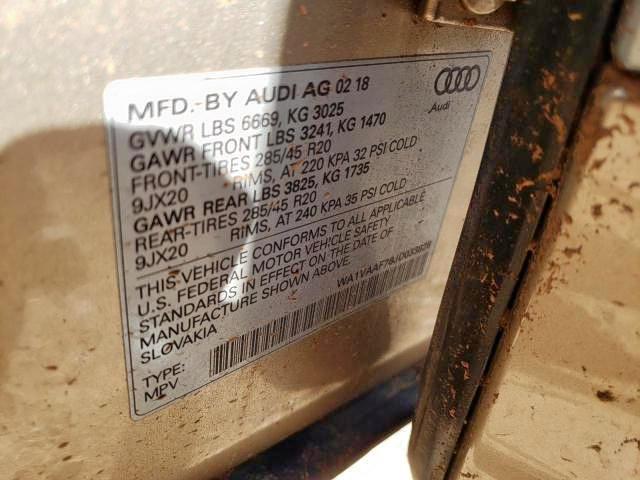 MFD. BY AUDI AG 02 18
Audi
GVWR LBS 6669, KG 3025
GAWR FRONT LBS 3241, KG 1470
FRONT-TIRES 285/45 R20
9JX20 RIMS, AT 220 KPA 32 PSI COLD
GAWR REAR LBS 3825, KG 1735
REAR-TIRES 285/45 R20
9JX20 RIMS, AT 240 KPA 35 PSI COLD
THIS VEHICLE CONFORMS TO ALL APPLICABLE
U.S. FEDERAL MOTOR VEHICLE SAFETY
STANDARDS IN EFFECT ON THE DATE OF
MANUFACTURE SHOWN ABOVE.
SLOVAKIA
TYPE:
MPV